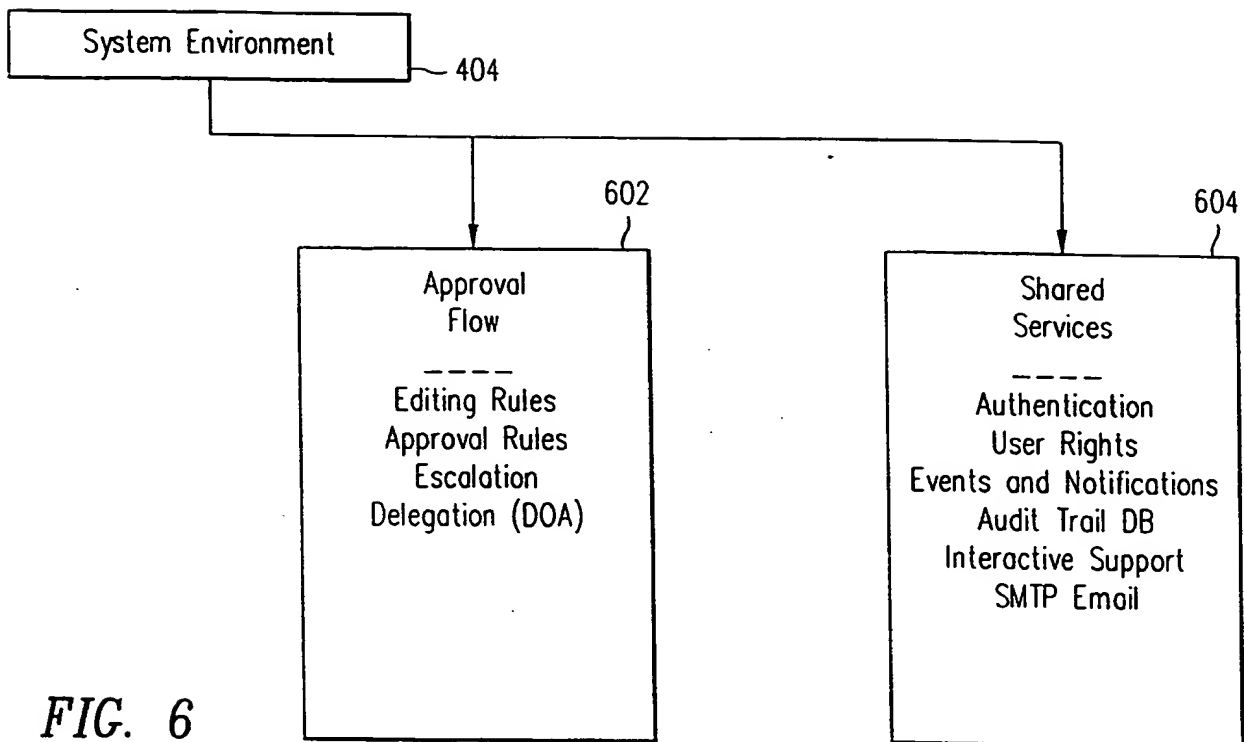 System Environment
404
602
604
Approval
Flow
Editing Rules
Approval Rules
Escalation
Delegation (DOA)
Shared
Services
Authentication
User Rights
Events and Notifications
Audit Trail DB
Interactive Support
SMTP Email
FIG. 6